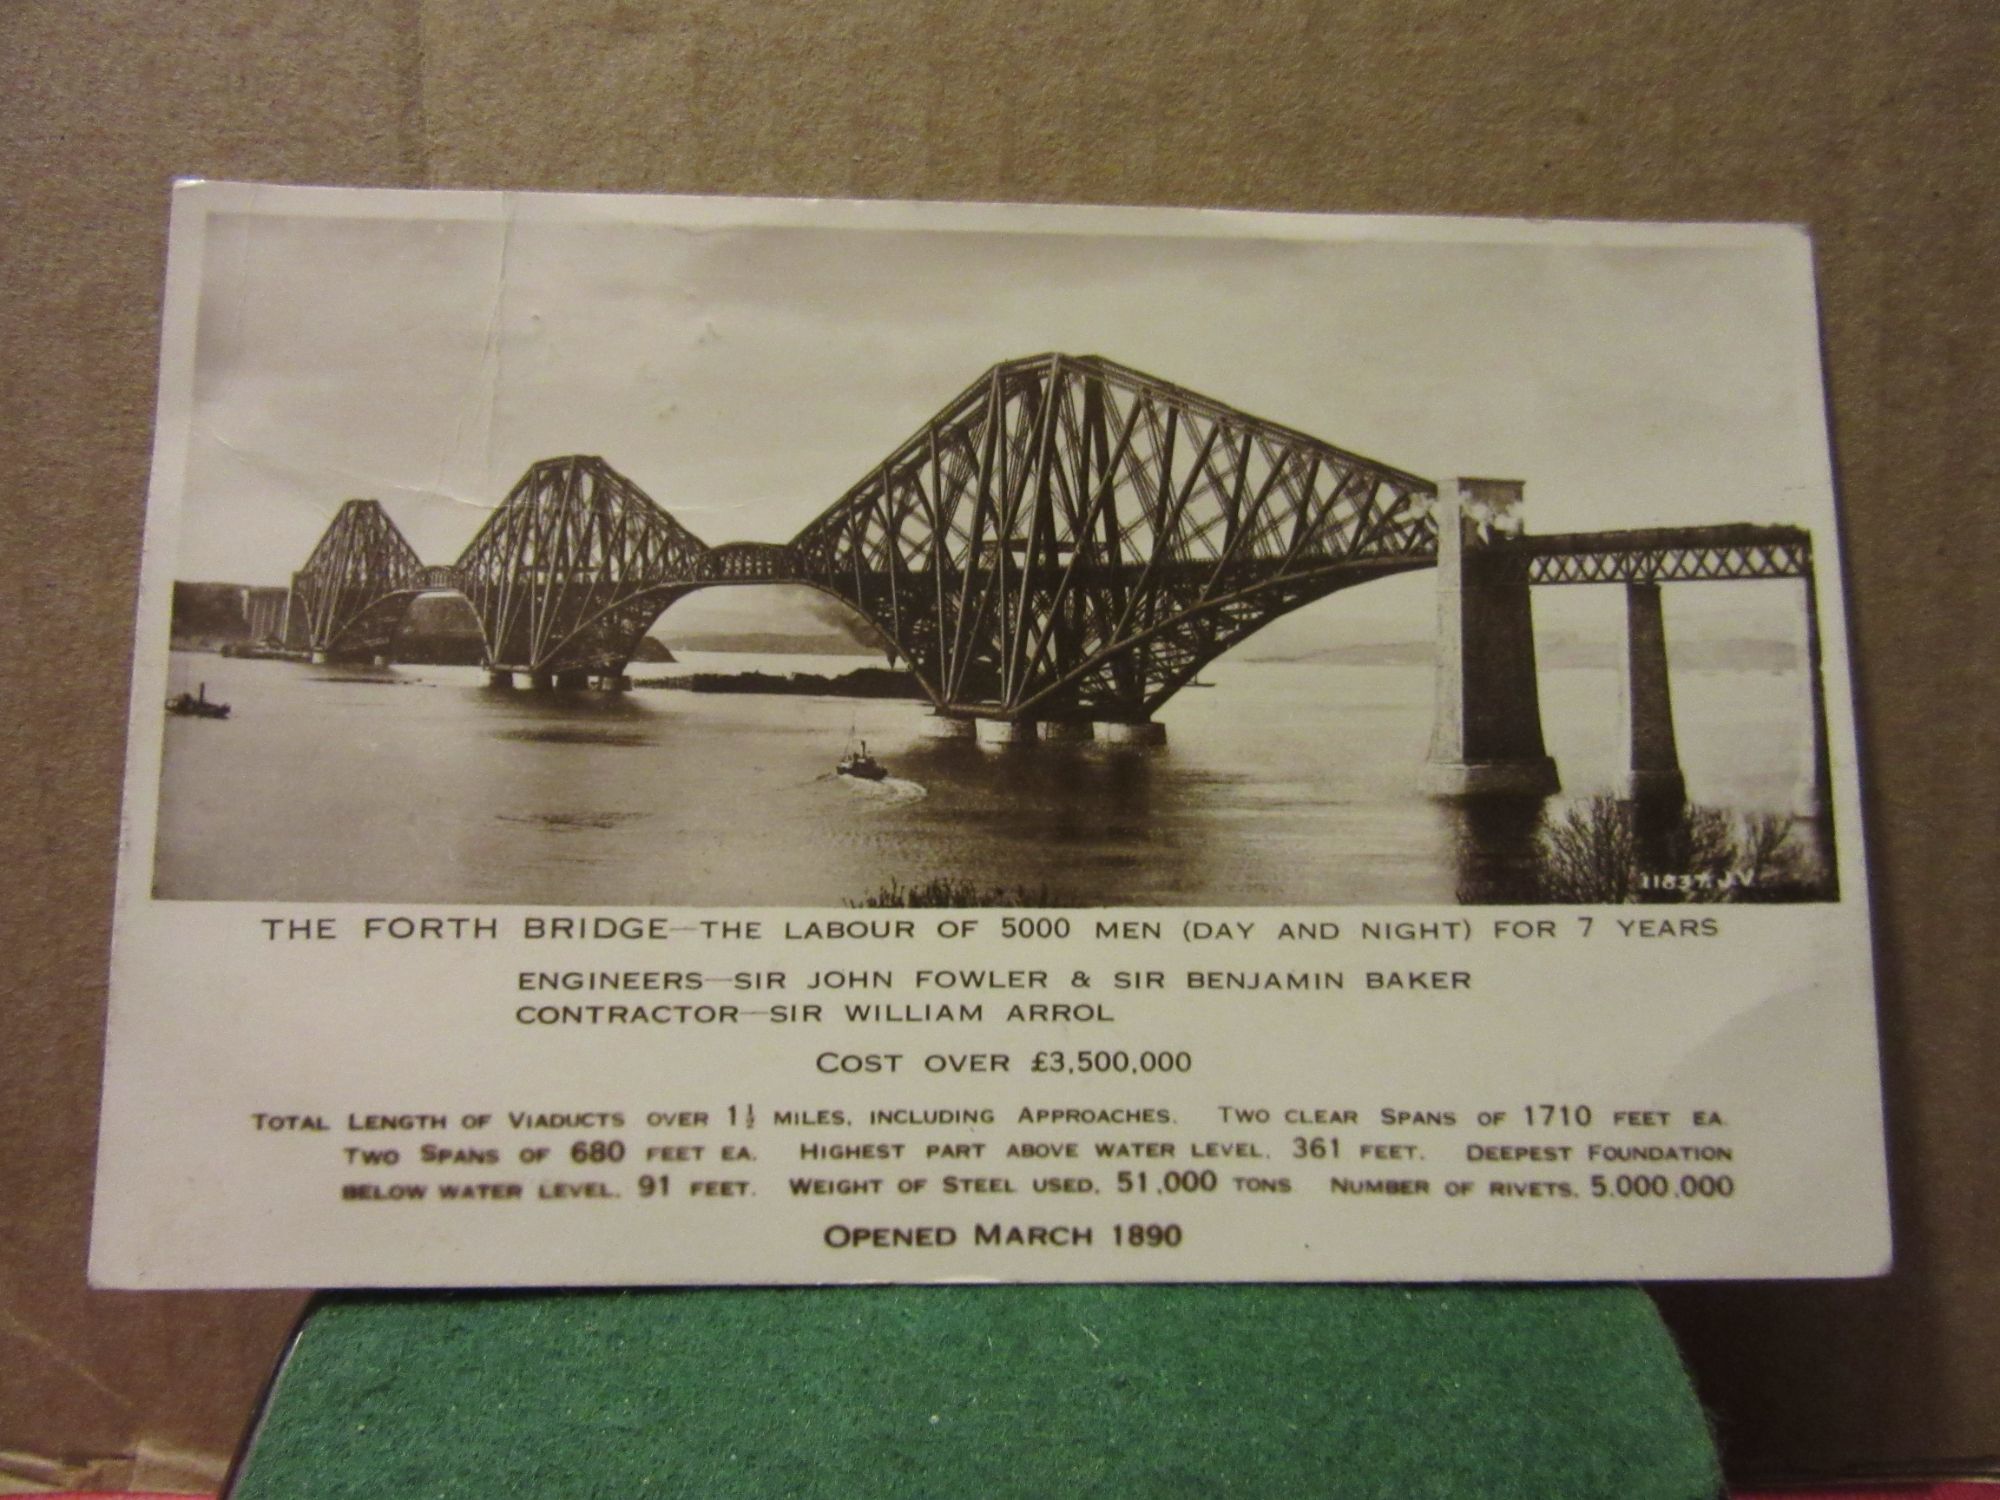 11837. J.V.
THE FORTH BRIDGE—THE LABOUR OF 5000 MEN (DAY AND NIGHT) FOR 7 YEARS
ENGINEERS—SIR JOHN FOWLER & SIR BENJAMIN BAKER
CONTRACTOR—SIR WILLIAM ARROL
COST OVER £3,500,000
TOTAL LENGTH OF VIADUCTS OVER 1½ MILES, INCLUDING APPROACHES. TWO CLEAR SPANS OF 1710 FEET EA.
TWO SPANS OF 680 FEET EA. HIGHEST PART ABOVE WATER LEVEL, 361 FEET. DEEPEST FOUNDATION
BELOW WATER LEVEL, 91 FEET. WEIGHT OF STEEL USED, 51,000 TONS NUMBER OF RIVETS, 5,000,000
OPENED MARCH 1890